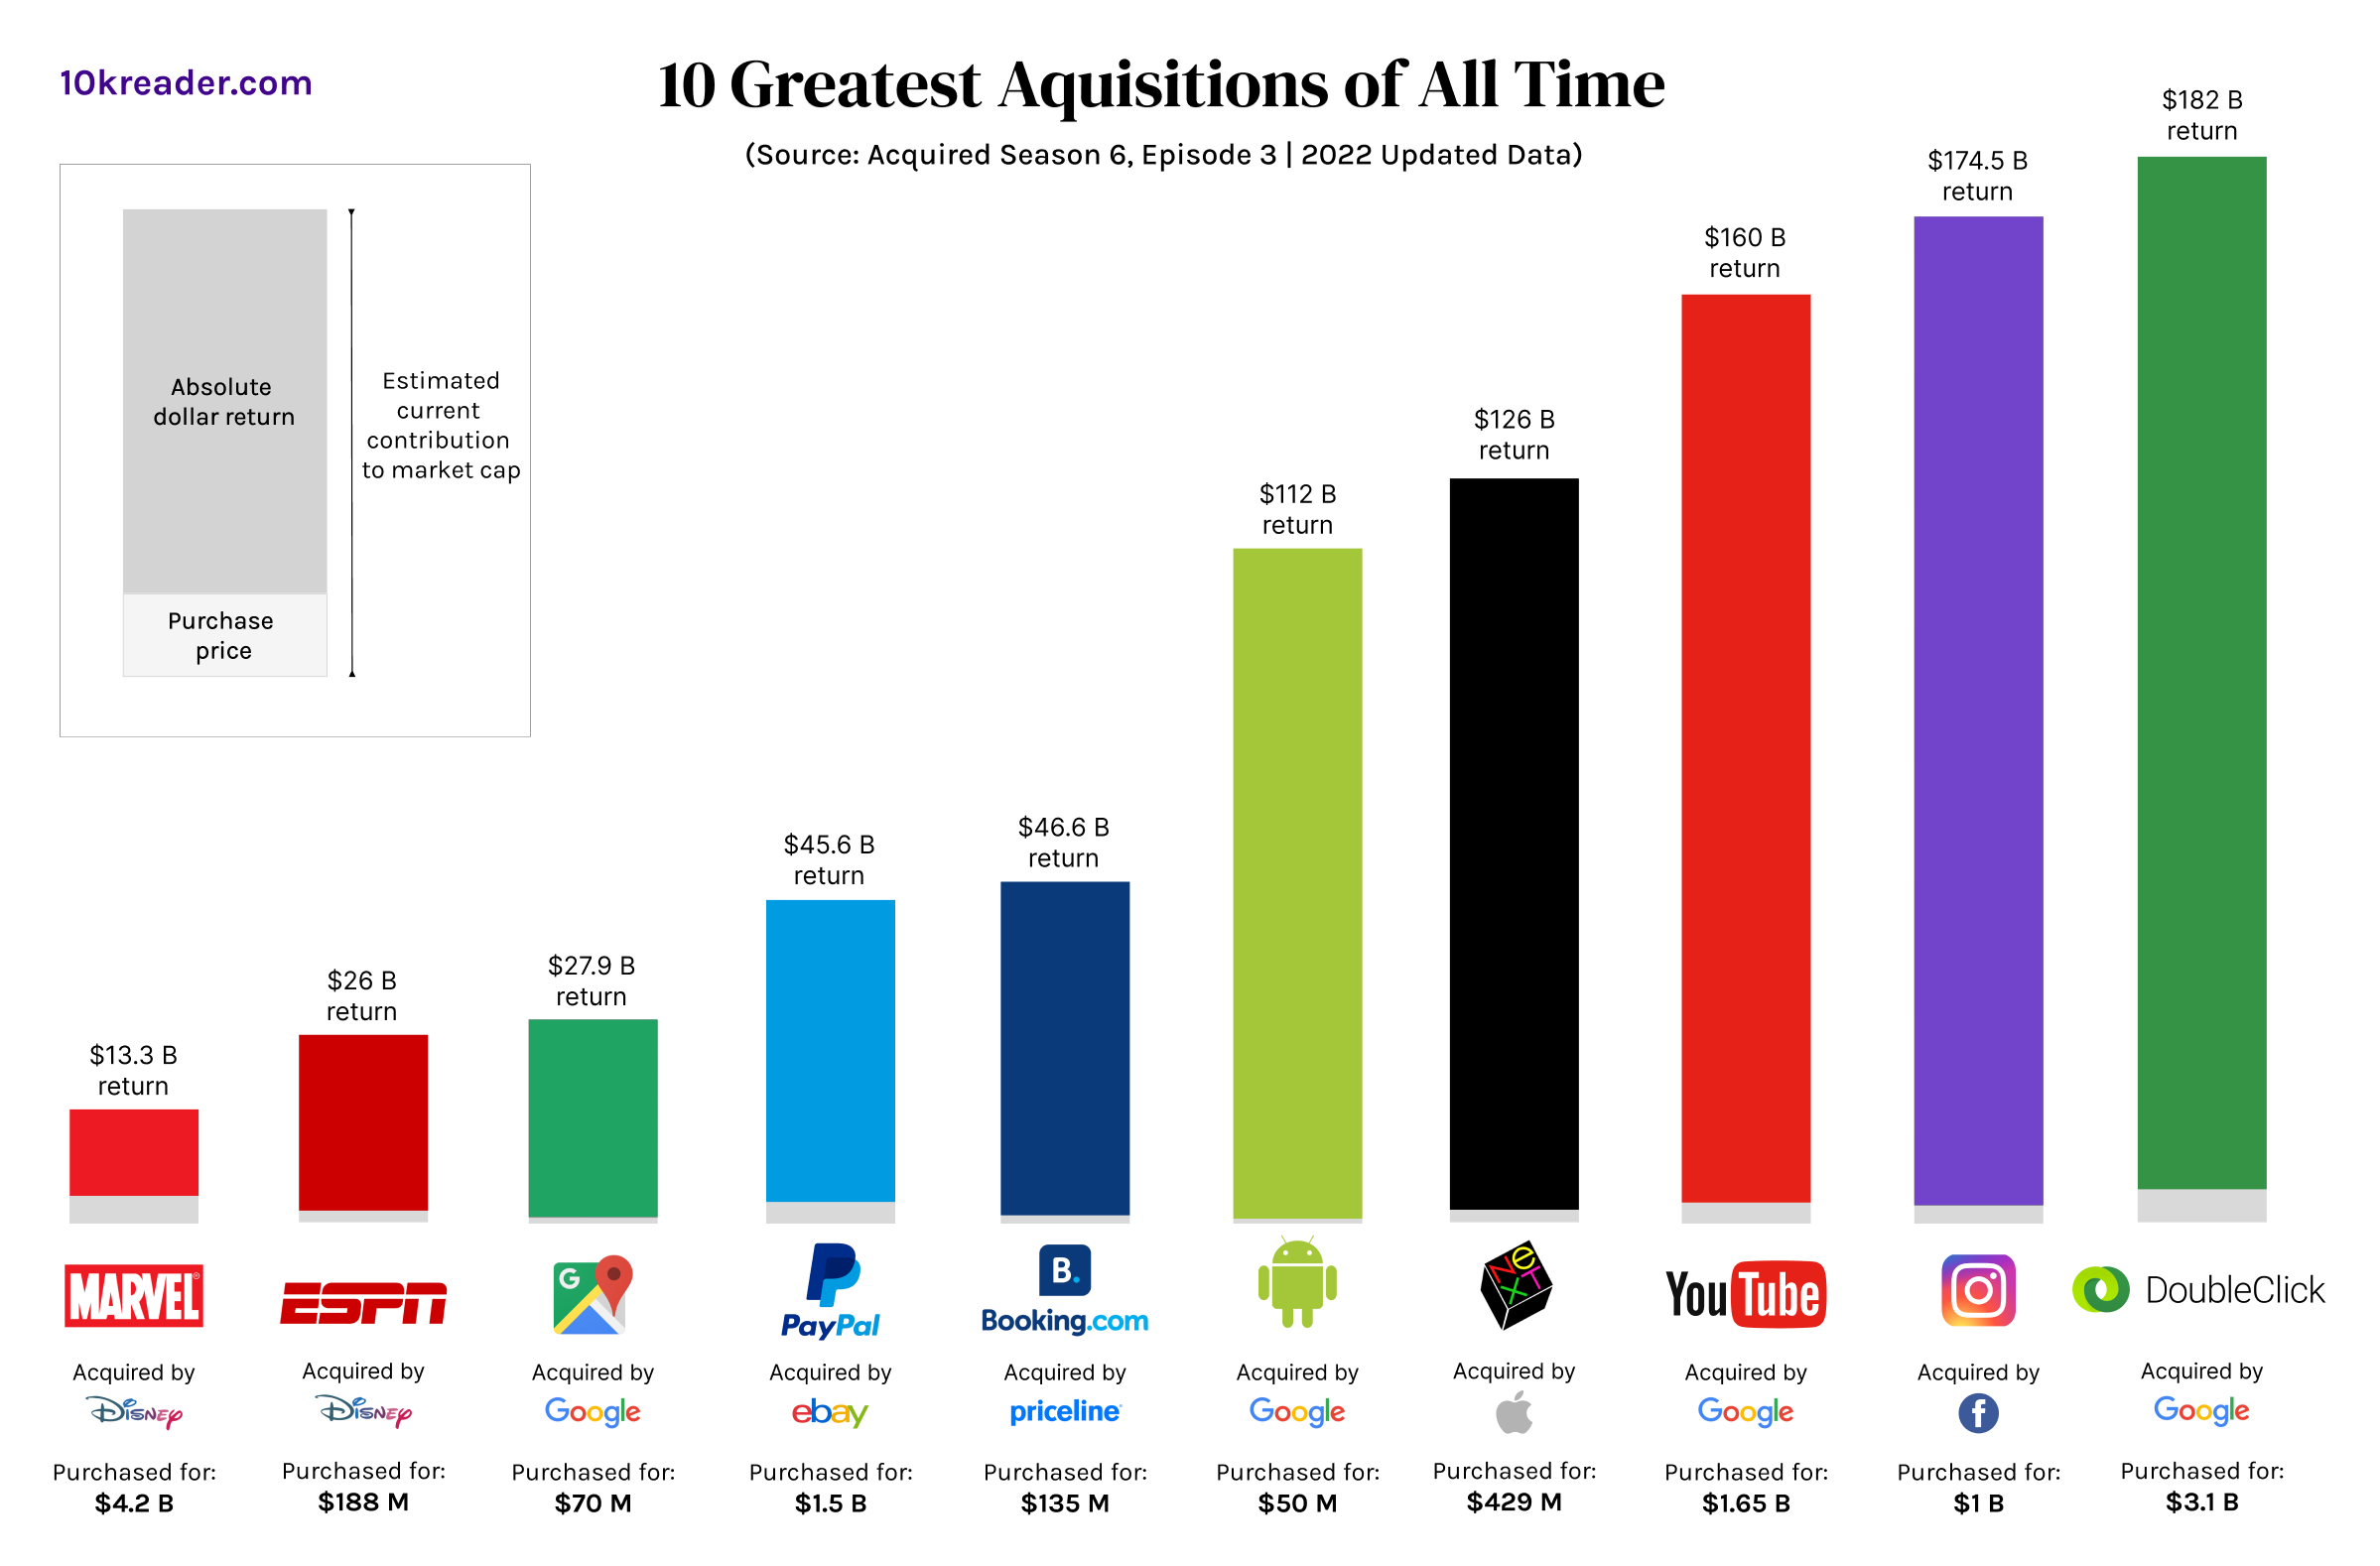 10kreader.com
10 Greatest Aquisitions of All Time
(Source: Acquired Season 6, Episode 3 | 2022 Updated Data)
Absolute
dollar return
Purchase
price
Estimated
current
contribution
to market cap
$13.3 B
return
$26 B
return
$27.9 B
return
$45.6 B
return
$46.6 B
return
$112 B
return
$126 B
return
$160 B
return
$174.5 B
return
$182 B
return
MARVEL
Acquired by
Disney
Purchased for:
$4.2 B
ESPN
Acquired by
Disney
Purchased for:
$188 M
G
Acquired by
Google
Purchased for:
$70 M
PayPal
Acquired by
ebay
Purchased for:
$1.5 B
B.
Booking.com
Acquired by
priceline
Purchased for:
$135 M
Acquired by
Google
Purchased for:
$50 M
NeXT
Acquired by
Purchased for:
$429 M
YouTube
Acquired by
Google
Purchased for:
$1.65 B
Acquired by
f
Purchased for:
$1 B
DoubleClick
Acquired by
Google
Purchased for:
$3.1 B